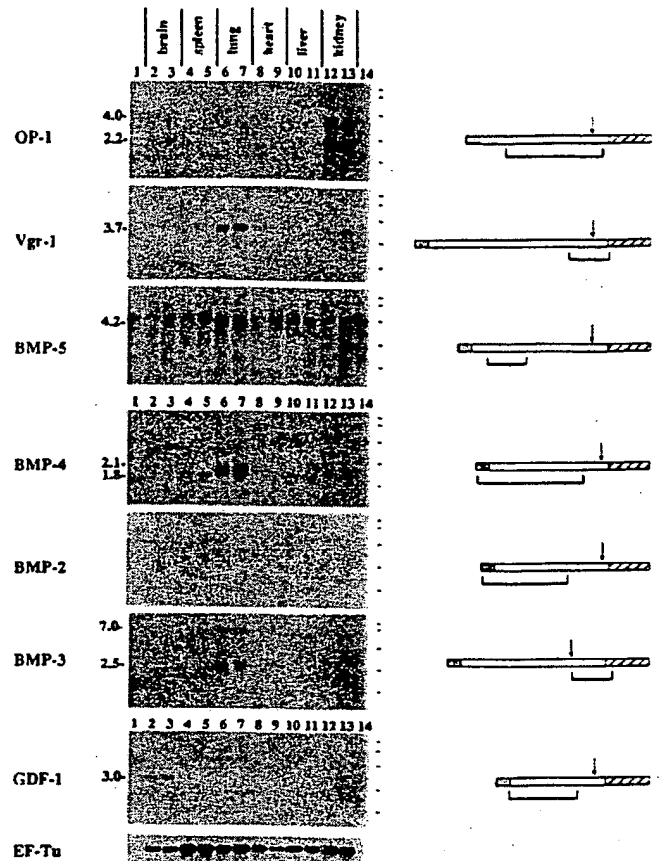 brain spleen lung heart liver kidney
1 2 3 4 5 6 7 8 9 10 11 12 13 14
OP-1
4.0-
2.2-
Vgr-1
3.7-
BMP-5
4.2-
1 2 3 4 5 6 7 8 9 10 11 12 13 14
BMP-4
2.1-
1.8-
BMP-2
BMP-3
7.0-
2.5-
1 2 3 4 5 6 7 8 9 10 11 12 13 14
GDF-1
3.0-
EF-Tu